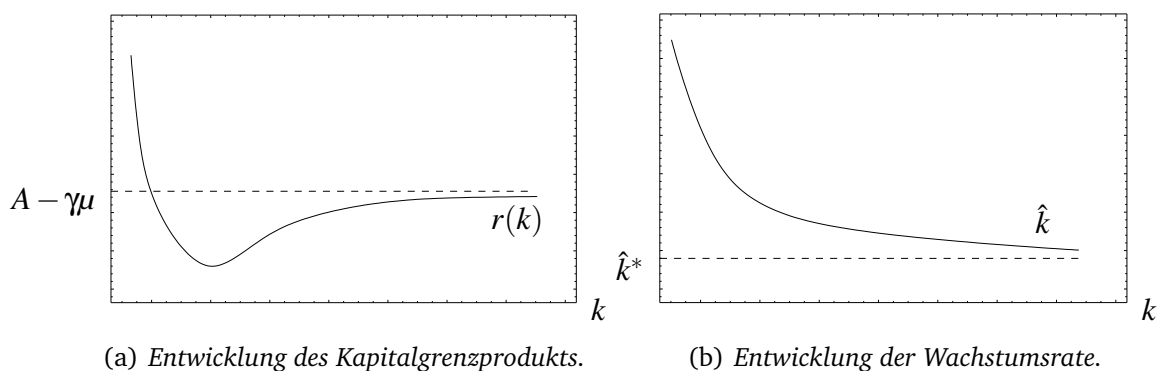 A − γμ
r(k)
k
(a) Entwicklung des Kapitalgrenzprodukts.
k̂
k̂*
k
(b) Entwicklung der Wachstumsrate.